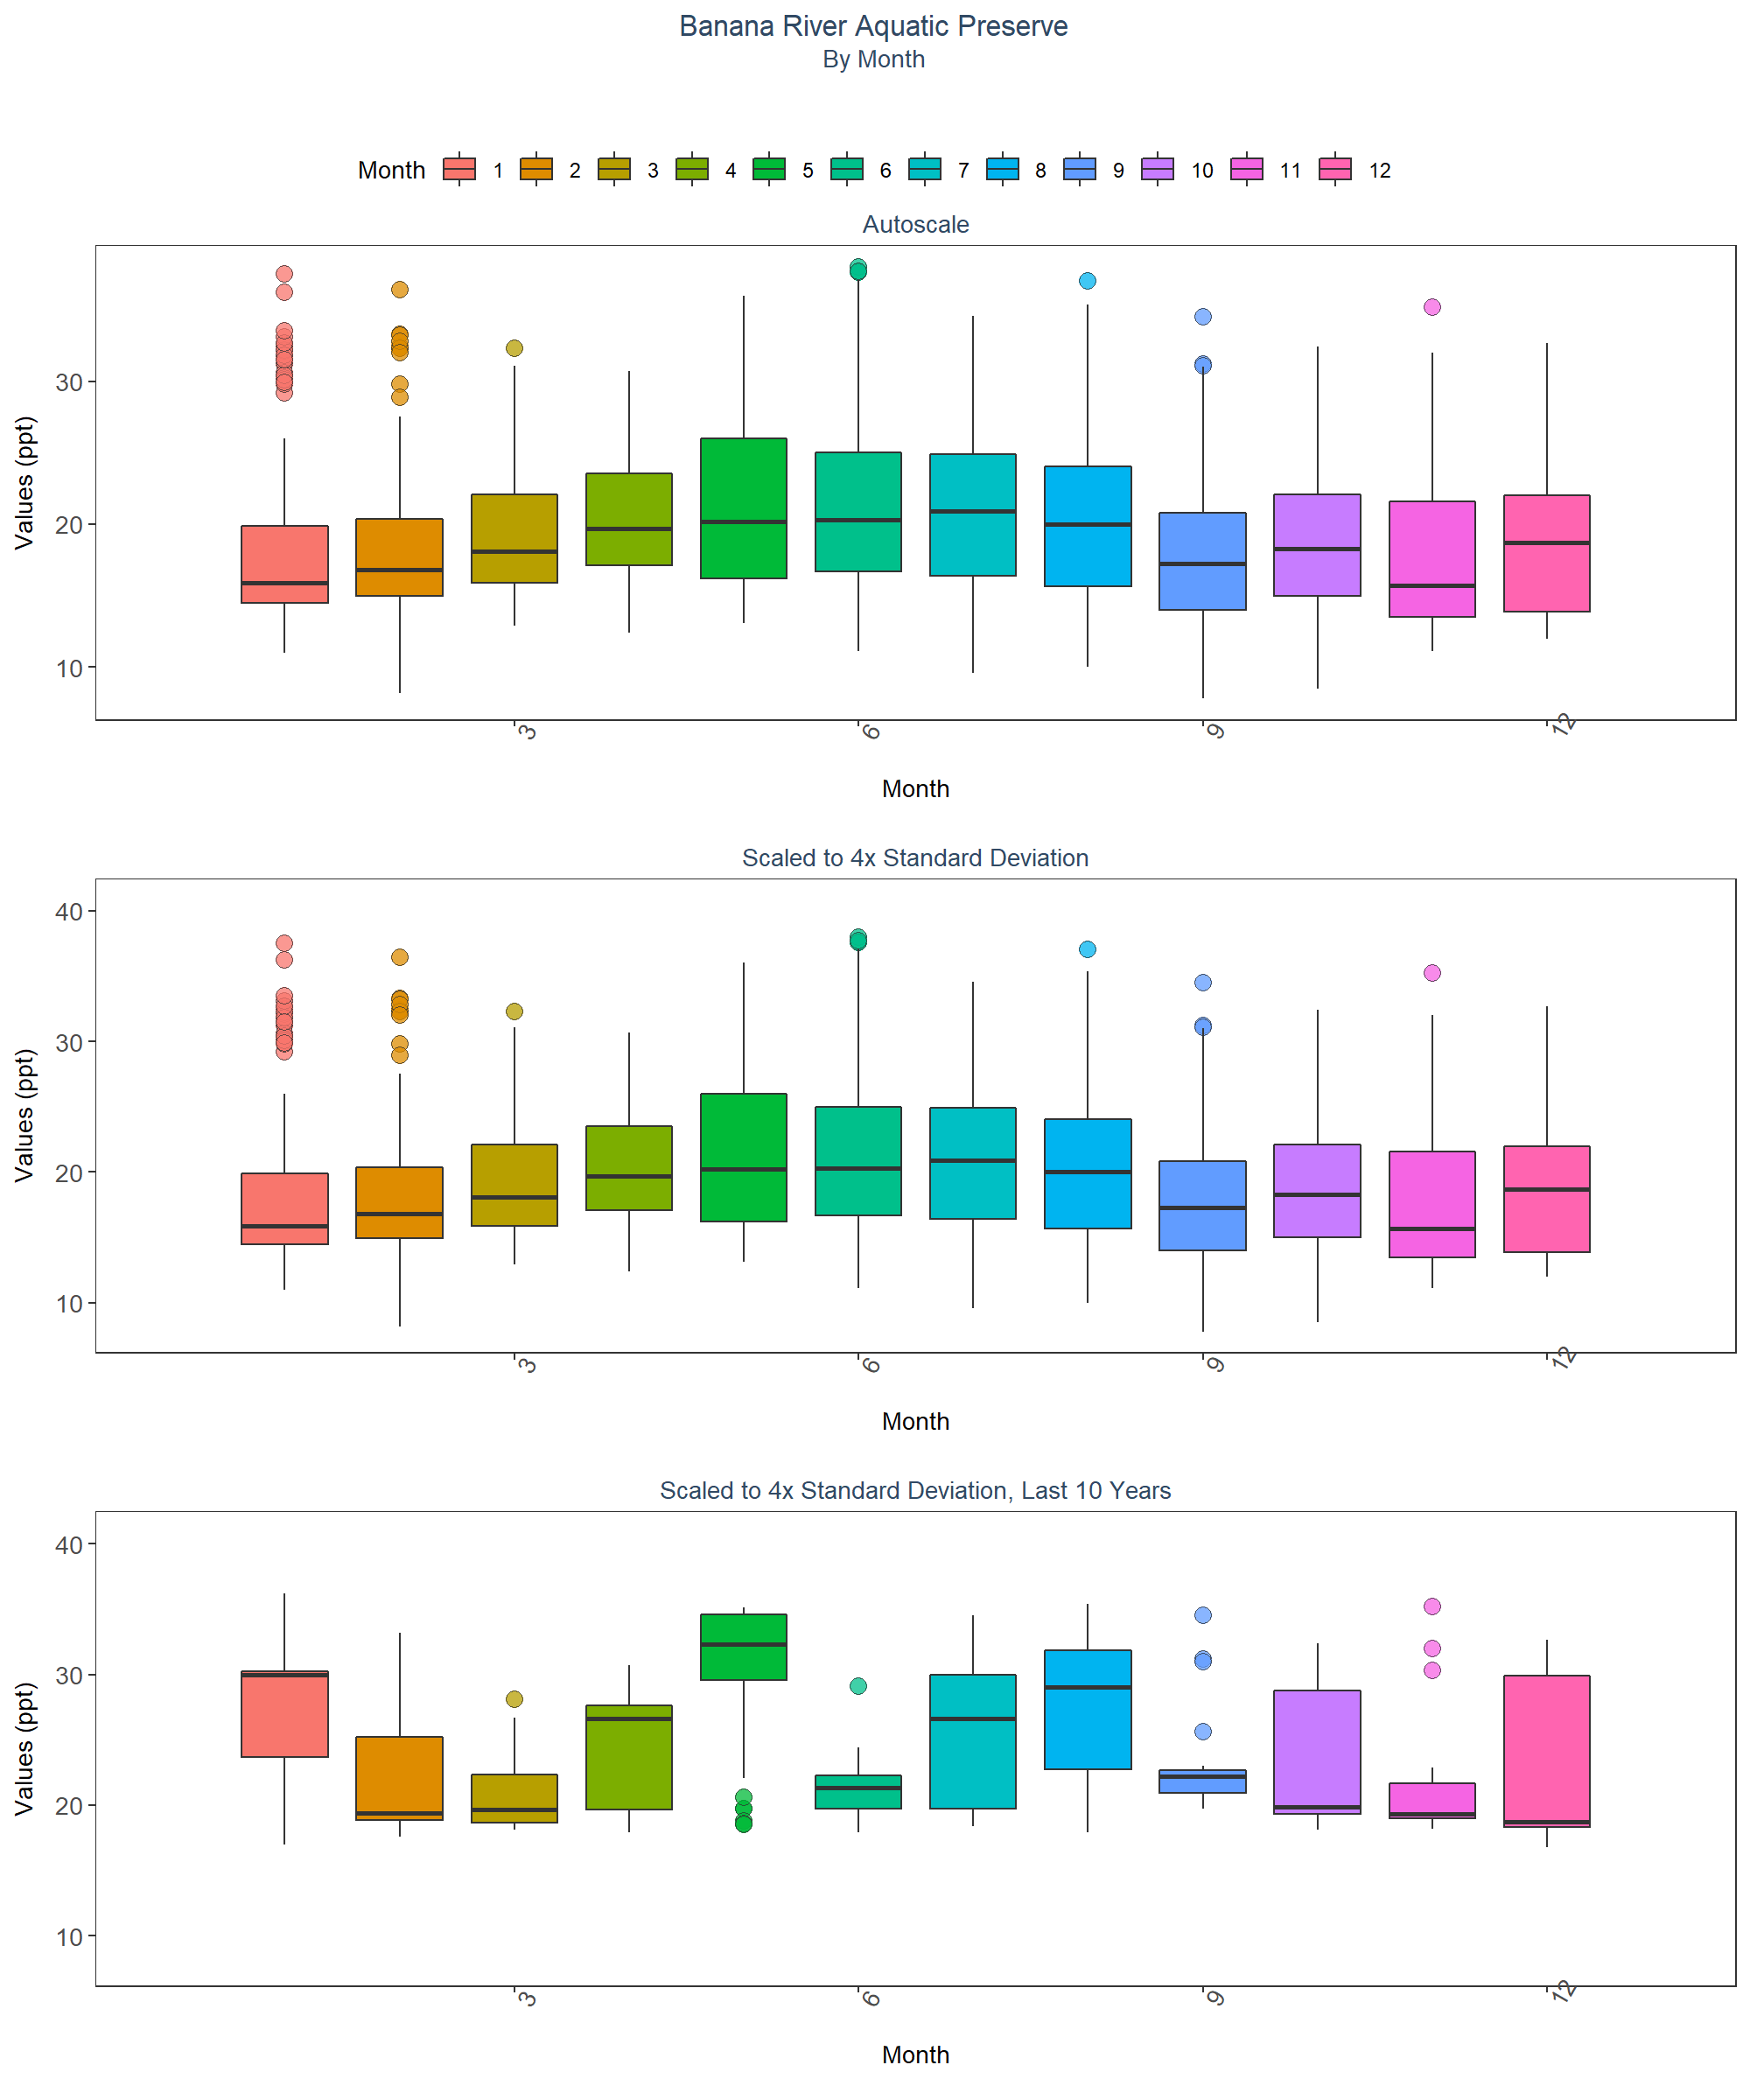 Banana River Aquatic Preserve
By Month
Month 1 2 3 4 5 6 7 8 9 10 11 12
Autoscale
Values (ppt)
30
20
10
3 6 9 12
Month
Scaled to 4x Standard Deviation
Values (ppt)
40
30
20
10
3 6 9 12
Month
Scaled to 4x Standard Deviation, Last 10 Years
Values (ppt)
40
30
20
10
3 6 9 12
Month